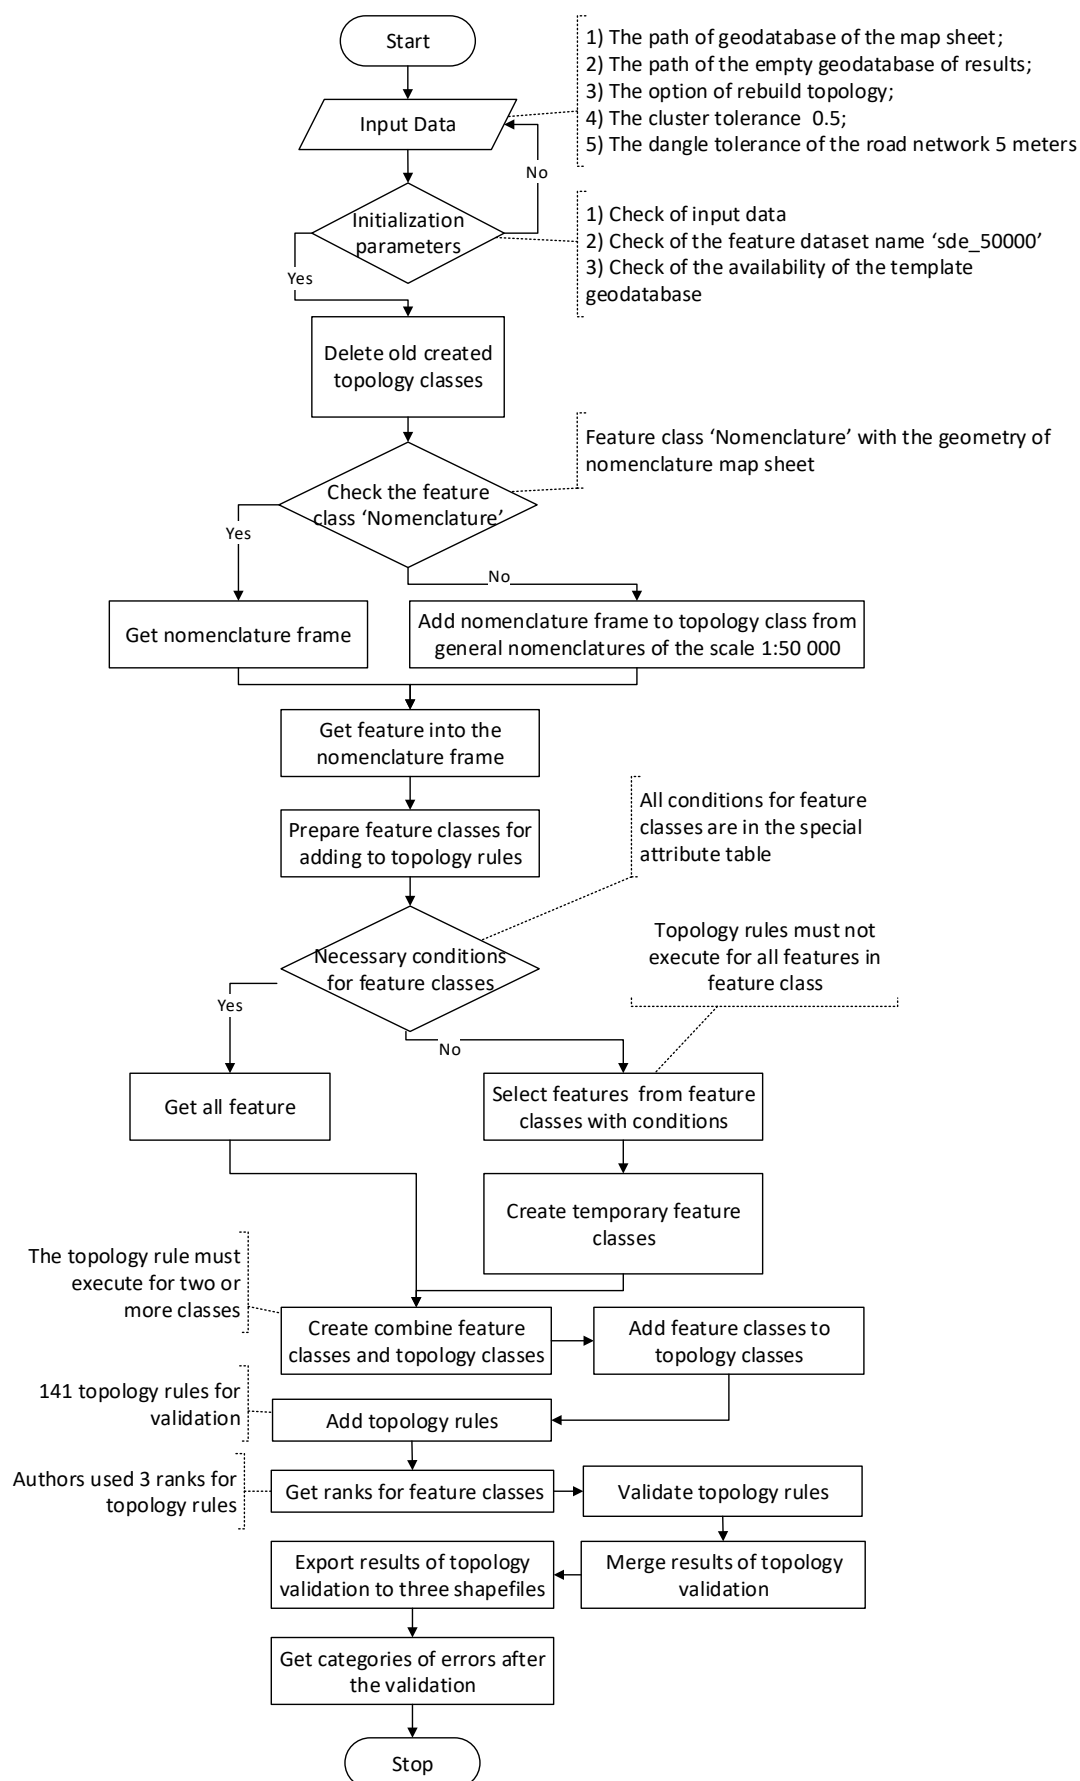 Start
1) The path of geodatabase of the map sheet;
2) The path of the empty geodatabase of results;
3) The option of rebuild topology;
4) The cluster tolerance  0.5;
5) The dangle tolerance of the road network 5 meters
Input Data
No
Initialization
parameters
1) Check of input data
2) Check of the feature dataset name ‘sde_50000’
3) Check of the availability of the template
geodatabase
Yes
Delete old created
topology classes
Feature class ‘Nomenclature’ with the geometry of
nomenclature map sheet
Check the feature
class ‘Nomenclature’
Yes
No
Get nomenclature frame
Add nomenclature frame to topology class from
general nomenclatures of the scale 1:50 000
Get feature into the
nomenclature frame
All conditions for feature
classes are in the special
attribute table
Prepare feature classes for
adding to topology rules
Topology rules must not
execute for all features in
feature class
Necessary conditions
for feature classes
Yes
No
Get all feature
Select features  from feature
classes with conditions
Create temporary feature
classes
The topology rule must
execute for two or
more classes
Create combine feature
classes and topology classes
Add feature classes to
topology classes
141 topology rules for
validation
Add topology rules
Authors used 3 ranks for
topology rules
Get ranks for feature classes
Validate topology rules
Export results of topology
validation to three shapefiles
Merge results of topology
validation
Get categories of errors after
the validation
Stop